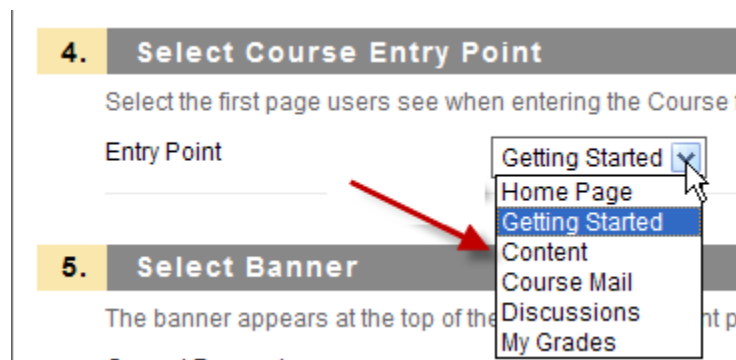 4. Select Course Entry Point
Select the first page users see when entering the Course
Entry Point
Getting Started
Home Page
Getting Started
Content
Course Mail
Discussions
My Grades
5. Select Banner
The banner appears at the top of the